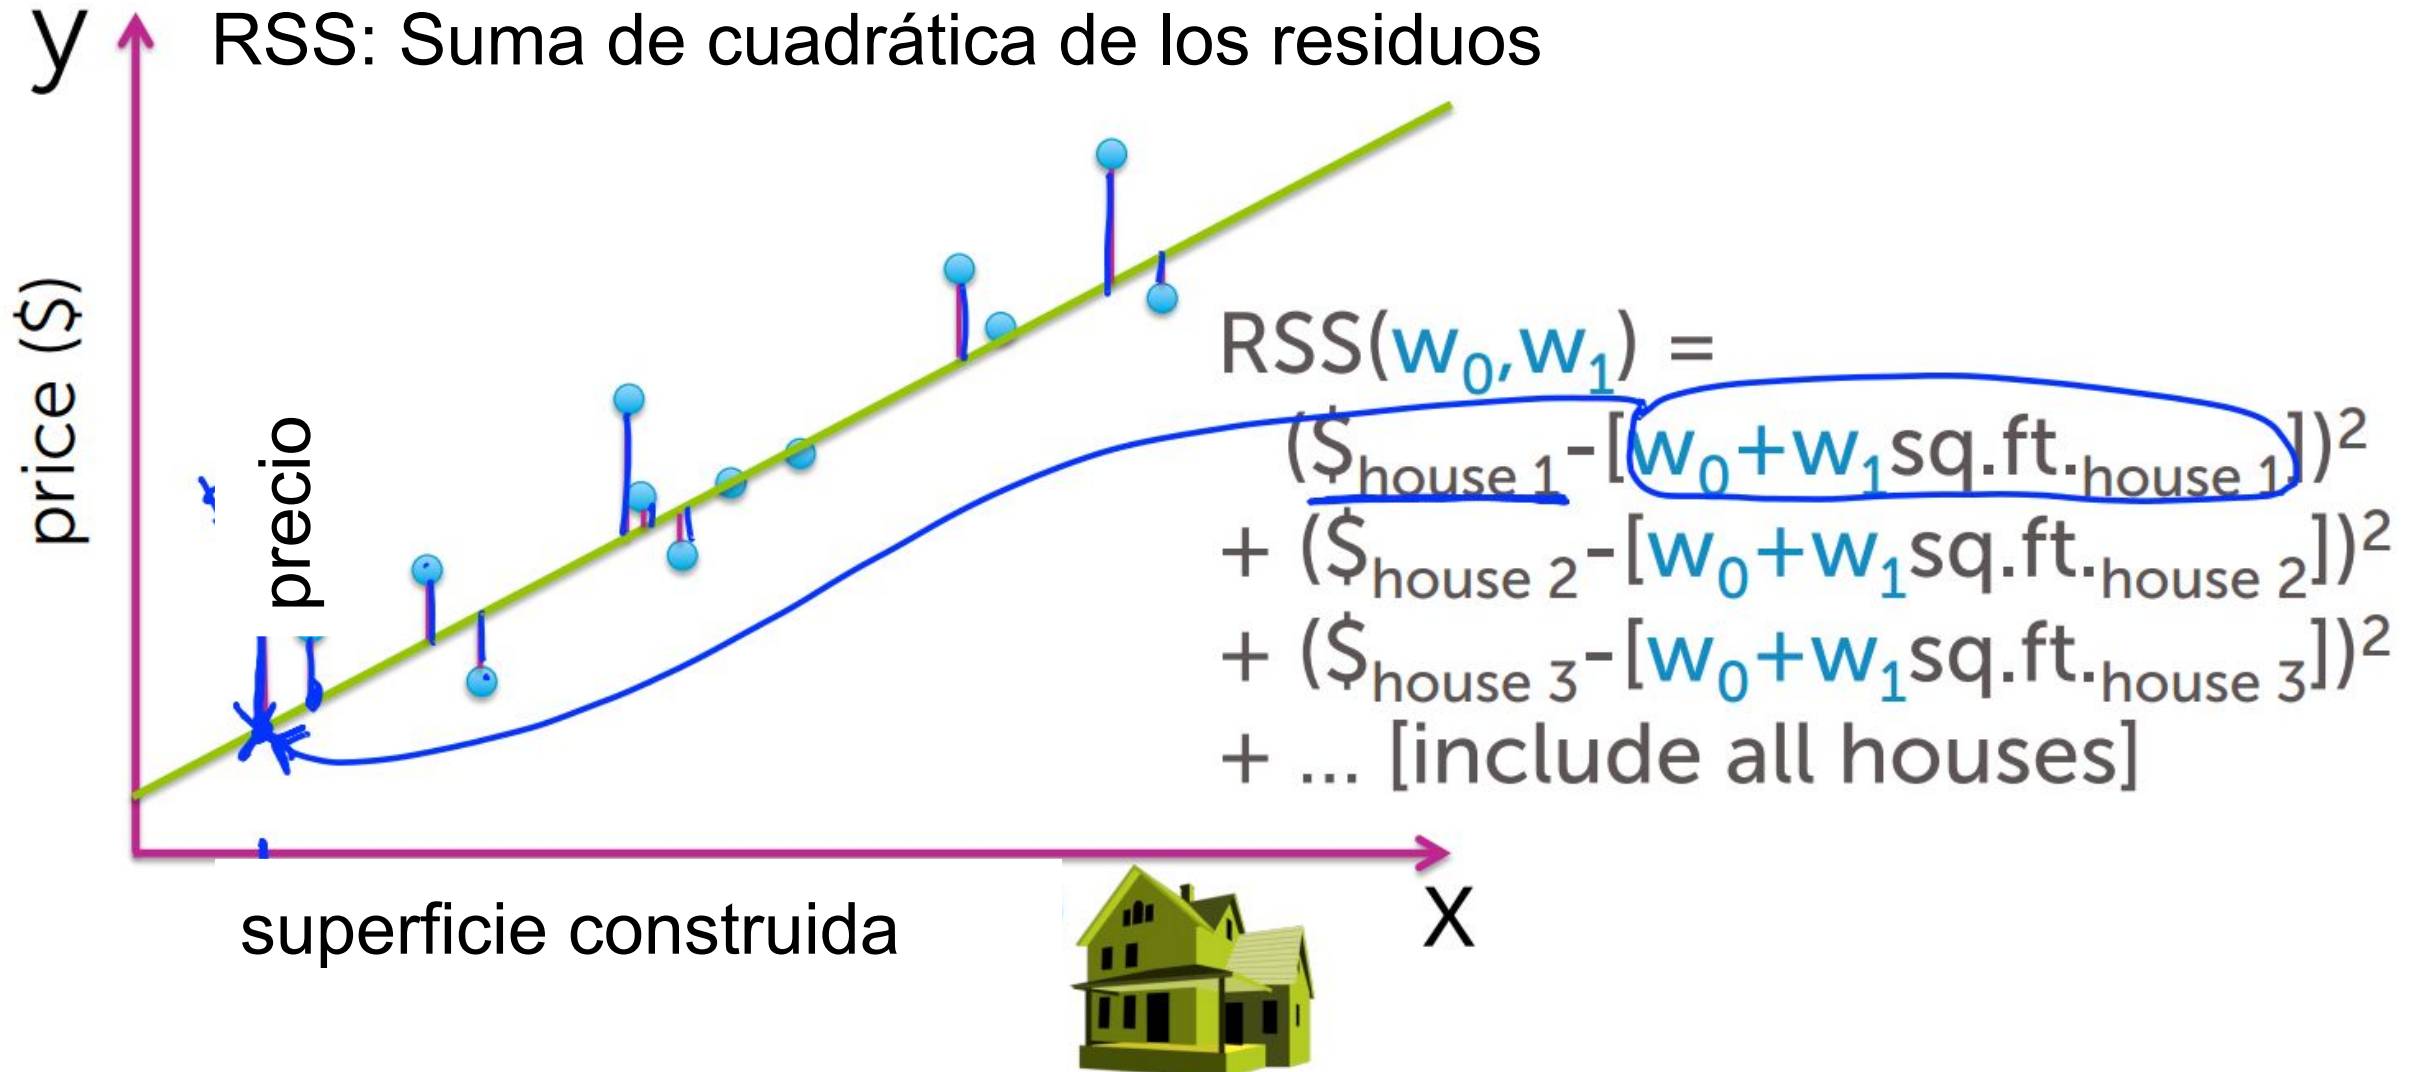 y
RSS: Suma de cuadrática de los residuos
price ($)
precio
RSS(w₀,w₁) =
($house 1-[w₀+w₁sq.ft.house 1])²
+ ($house 2-[w₀+w₁sq.ft.house 2])²
+ ($house 3-[w₀+w₁sq.ft.house 3])²
+ ... [include all houses]
superficie construida
x